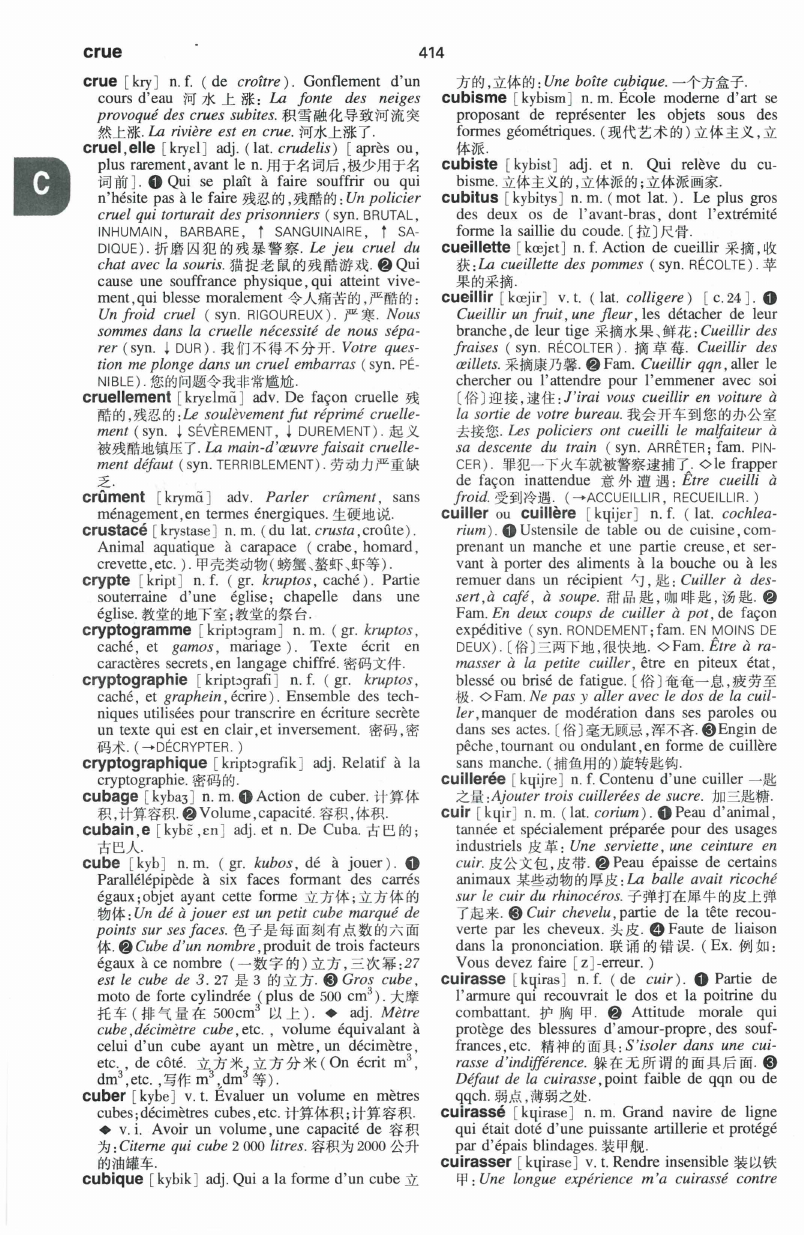 crue
414
crue [kry] n.f. ( de croître). Gonflement d'un
cours d'eau 河水上涨: La fonte des neiges
provoqué des crues subites. 积雪融化导致河流突
然上涨. La rivière est en crue. 河水上涨了.
cruel,elle [kryɛl] adj. (lat. crudelis) [après ou,
plus rarement,avant le n. 用于名词后,极少用于名
词前]. ❶ Qui se plaît à faire souffrir ou qui
n'hésite pas à le faire 残忍的,残酷的: Un policier
cruel qui torturait des prisonniers (syn. BRUTAL,
INHUMAIN, BARBARE, ↑ SANGUINAIRE, ↑ SA-
DIQUE). 折磨囚犯的残暴警察. Le jeu cruel du
chat avec la souris. 猫捉老鼠的残酷游戏. ❷ Qui
cause une souffrance physique,qui atteint vive-
ment,qui blesse moralement 令人痛苦的,严酷的:
Un froid cruel ( syn. RIGOUREUX). 严寒. Nous
sommes dans la cruelle nécessité de nous sépa-
rer (syn. ↓ DUR). 我们不得不分开. Votre ques-
tion me plonge dans un cruel embarras (syn. PÉ-
NIBLE). 您的问题令我非常尴尬.
cruellement [kryɛlmɑ̃] adv. De façon cruelle 残
酷的,残忍的: Le soulèvement fut réprimé cruelle-
ment (syn. ↓ SÉVÈREMENT, ↓ DUREMENT). 起义
被残酷地镇压了. La main-d'œuvre faisait cruelle-
ment défaut (syn. TERRIBLEMENT). 劳动力严重缺
乏.
crûment [krymɑ̃] adv. Parler crûment, sans
ménagement,en termes énergiques. 生硬地说.
crustacé [krystase] n.m. (du lat. crusta,croûte).
Animal aquatique à carapace ( crabe, homard,
crevette,etc.). 甲壳类动物(螃蟹、螯虾、虾等).
crypte [kript] n.f. ( gr. kruptos, caché). Partie
souterraine d'une église; chapelle dans une
église. 教堂的地下室;教堂的祭台.
cryptogramme [kriptɔgram] n.m. ( gr. kruptos,
caché, et gamos, mariage ). Texte écrit en
caractères secrets,en langage chiffré. 密码文件.
cryptographie [kriptɔgrafi] n.f. ( gr. kruptos,
caché, et graphein,écrire). Ensemble des tech-
niques utilisées pour transcrire en écriture secrète
un texte qui est en clair,et inversement. 密码,密
码术. (→DÉCRYPTER. )
cryptographique [kriptɔgrafik] adj. Relatif à la
cryptographie. 密码的.
cubage [kybaʒ] n.m. ❶ Action de cuber. 计算体
积,计算容积. ❷ Volume,capacité. 容积,体积.
cubain,e [kybɛ̃ ,ɛn] adj. et n. De Cuba. 古巴的;
古巴人.
cube [kyb] n.m. ( gr. kubos, dé à jouer). ❶
Parallélépipède à six faces formant des carrés
égaux;objet ayant cette forme 立方体;立方体的
物体: Un dé à jouer est un petit cube marqué de
points sur ses faces. 色子是每面刻有点数的六面
体. ❷ Cube d'un nombre,produit de trois facteurs
égaux à ce nombre (一数字的)立方,三次幂: 27
est le cube de 3. 27 是 3 的立方. ❸ Gros cube,
moto de forte cylindrée (plus de 500 cm³). 大摩
托车(排气量在 500cm³ 以上). ◆ adj. Mètre
cube,décimètre cube,etc. , volume équivalant à
celui d'un cube ayant un mètre,un décimètre,
etc. , de côté. 立方米,立方分米(On écrit m³,
dm³,etc. ,写作 m³,dm³ 等).
cuber [kybe] v.t. Évaluer un volume en mètres
cubes;décimètres cubes,etc. 计算体积;计算容积.
◆ v.i. Avoir un volume,une capacité de 容积
为: Citerne qui cube 2 000 litres. 容积为 2000 公升
的油罐车.
cubique [kybik] adj. Qui a la forme d'un cube 立
C
方的,立体的: Une boîte cubique. 一个方盒子.
cubisme [kybism] n.m. École moderne d'art se
proposant de représenter les objets sous des
formes géométriques. (现代艺术的)立体主义,立
体派.
cubiste [kybist] adj. et n. Qui relève du cu-
bisme. 立体主义的,立体派的;立体派画家.
cubitus [kybitys] n.m. (mot lat. ). Le plus gros
des deux os de l'avant-bras, dont l'extrémité
forme la saillie du coude. [拉]尺骨.
cueillette [kœjɛt] n.f. Action de cueillir 采摘,收
获: La cueillette des pommes (syn. RÉCOLTE). 苹
果的采摘.
cueillir [kœjir] v.t. (lat. colligere) [c.24]. ❶
Cueillir un fruit,une fleur,les détacher de leur
branche,de leur tige 采摘水果、鲜花: Cueillir des
fraises ( syn. RÉCOLTER). 摘草莓. Cueillir des
œillets. 采摘康乃馨. ❷ Fam. Cueillir qqn,aller le
chercher ou l'attendre pour l'emmener avec soi
[俗]迎接,逮住: J'irai vous cueillir en voiture à
la sortie de votre bureau. 我会开车到您的办公室
去接您. Les policiers ont cueilli le malfaiteur à
sa descente du train (syn. ARRÊTER; fam. PIN-
CER). 罪犯一下火车就被警察逮捕了. ◇le frapper
de façon inattendue 意外遭遇: Être cueilli à
froid. 受到冷遇. (→ACCUEILLIR, RECUEILLIR. )
cuiller ou cuillère [kɥijɛr] n.f. ( lat. cochlea-
rium). ❶ Ustensile de table ou de cuisine,com-
prenant un manche et une partie creuse,et ser-
vant à porter des aliments à la bouche ou à les
remuer dans un récipient 勺,匙: Cuiller à des-
sert,à café, à soupe. 甜品匙,咖啡匙,汤匙. ❷
Fam. En deux coups de cuiller à pot,de façon
expéditive (syn. RONDEMENT;fam. EN MOINS DE
DEUX). [俗]三两下地,很快地. ◇Fam. Être à ra-
masser à la petite cuiller, être en piteux état,
blessé ou brisé de fatigue. [俗]奄奄一息,疲劳至
极. ◇Fam. Ne pas y aller avec le dos de la cuil-
ler,manquer de modération dans ses paroles ou
dans ses actes. [俗]毫无顾忌,浑不吝. ❸Engin de
pêche,tournant ou ondulant,en forme de cuillère
sans manche. (捕鱼用的)旋转匙钩.
cuillerée [kɥijre] n.f. Contenu d'une cuiller 一匙
之量: Ajouter trois cuillerées de sucre. 加三匙糖.
cuir [kɥir] n.m. (lat. corium). ❶ Peau d'animal,
tannée et spécialement préparée pour des usages
industriels 皮革: Une serviette, une ceinture en
cuir. 皮公文包,皮带. ❷ Peau épaisse de certains
animaux 某些动物的厚皮: La balle avait ricoché
sur le cuir du rhinocéros. 子弹打在犀牛的皮上弹
了起来. ❸ Cuir chevelu,partie de la tête recou-
verte par les cheveux. 头皮. ❹ Faute de liaison
dans la prononciation. 联诵的错误. (Ex. 例如:
Vous devez faire [z]-erreur. )
cuirasse [kɥiras] n.f. (de cuir). ❶ Partie de
l'armure qui recouvrait le dos et la poitrine du
combattant. 护胸甲. ❷ Attitude morale qui
protège des blessures d'amour-propre, des souf-
frances,etc. 精神的面具: S'isoler dans une cui-
rasse d'indifférence. 躲在无所谓的面具后面. ❸
Défaut de la cuirasse,point faible de qqn ou de
qqch. 弱点,薄弱之处.
cuirassé [kɥirase] n.m. Grand navire de ligne
qui était doté d'une puissante artillerie et protégé
par d'épais blindages. 装甲舰.
cuirasser [kɥirase] v.t. Rendre insensible 装以铁
甲: Une longue expérience m'a cuirassé contre